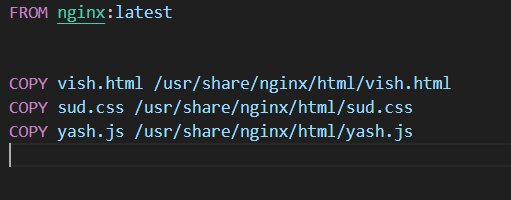 FROM nginx:latest
COPY vish.html /usr/share/nginx/html/vish.html
COPY sud.css /usr/share/nginx/html/sud.css
COPY yash.js /usr/share/nginx/html/yash.js